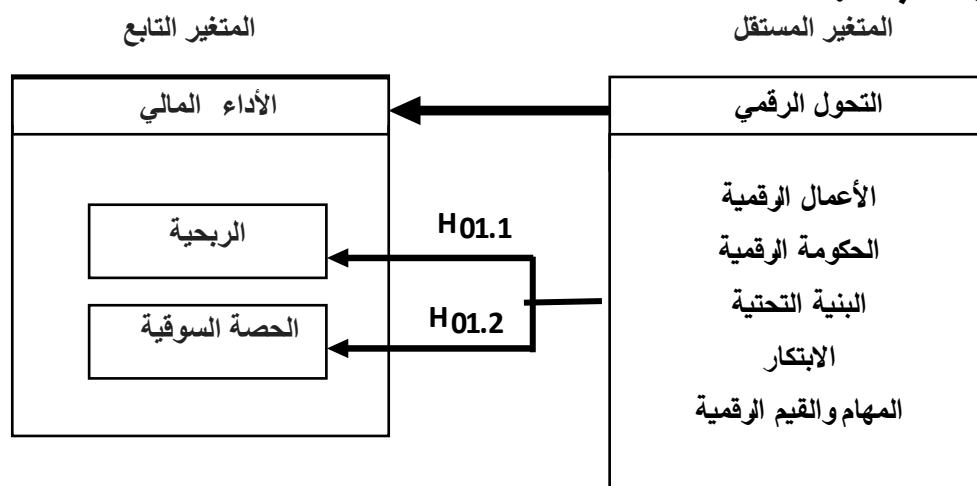 المتغير المستقل
المتغير التابع
التحول الرقمي
الأداء المالي
الأعمال الرقمية
الحكومة الرقمية
البنية التحتية
الابتكار
المهام والقيم الرقمية
H01.1
الربحية
H01.2
الحصة السوقية